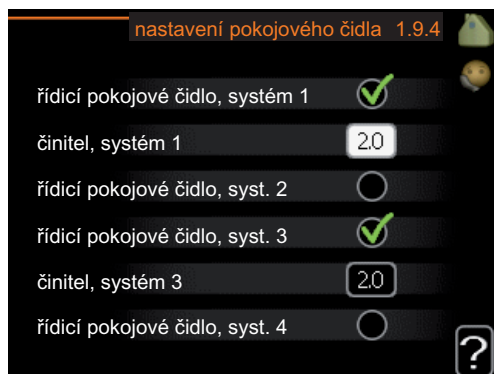 nastavení pokojového čidla 1.9.4
řídicí pokojové čidlo, systém 1
činitel, systém 1 2.0
řídicí pokojové čidlo, syst. 2
řídicí pokojové čidlo, syst. 3
činitel, systém 3 2.0
řídicí pokojové čidlo, syst. 4
?